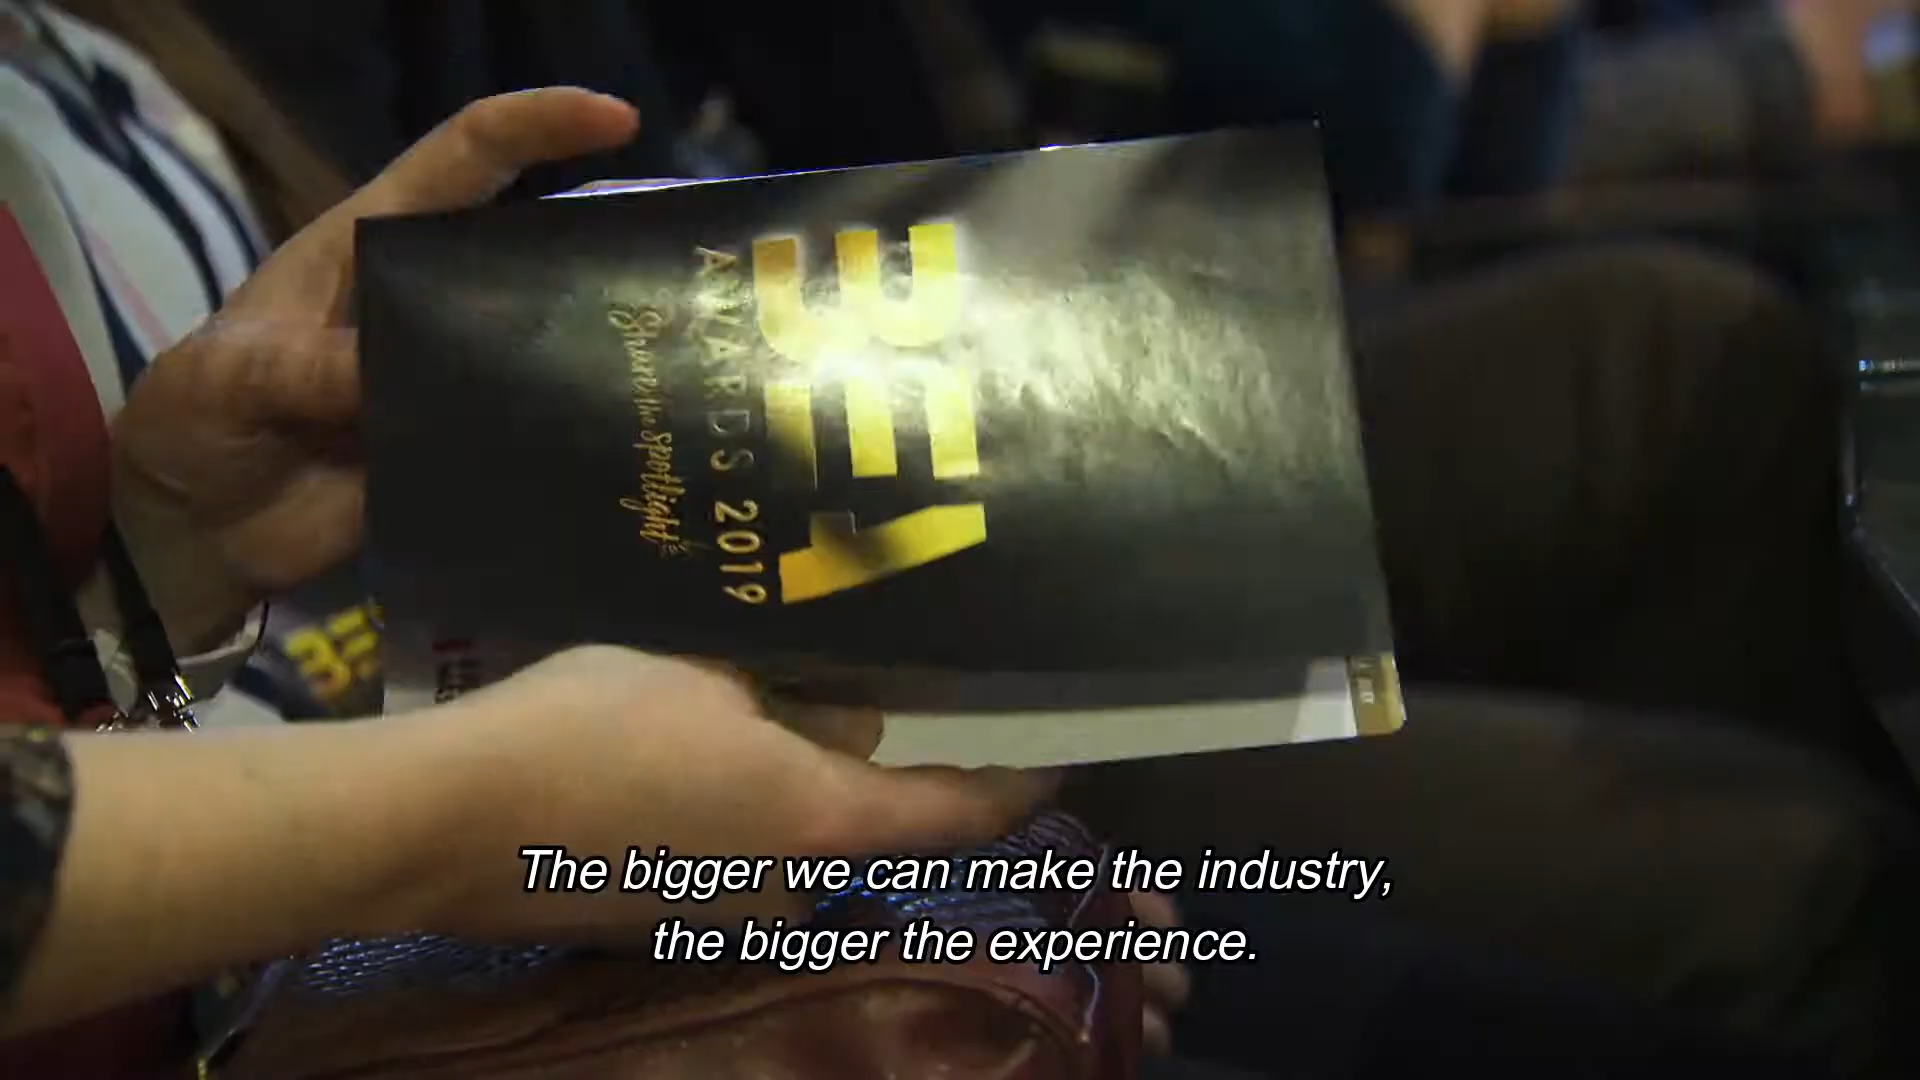 BEA
AWARDS 2019
Share the Spotlight
The bigger we can make the industry,
the bigger the experience.